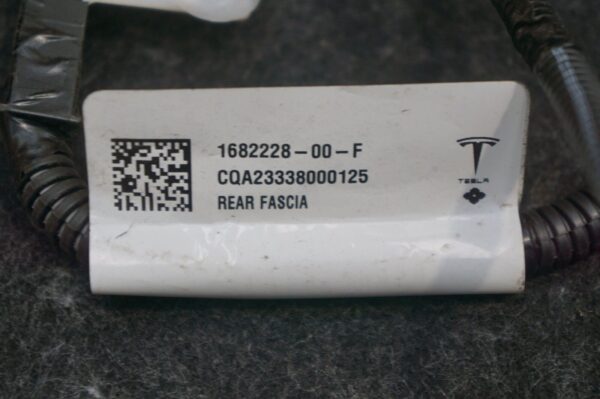 1682228-00-F
CQA23338000125
REAR FASCIA
TESLA